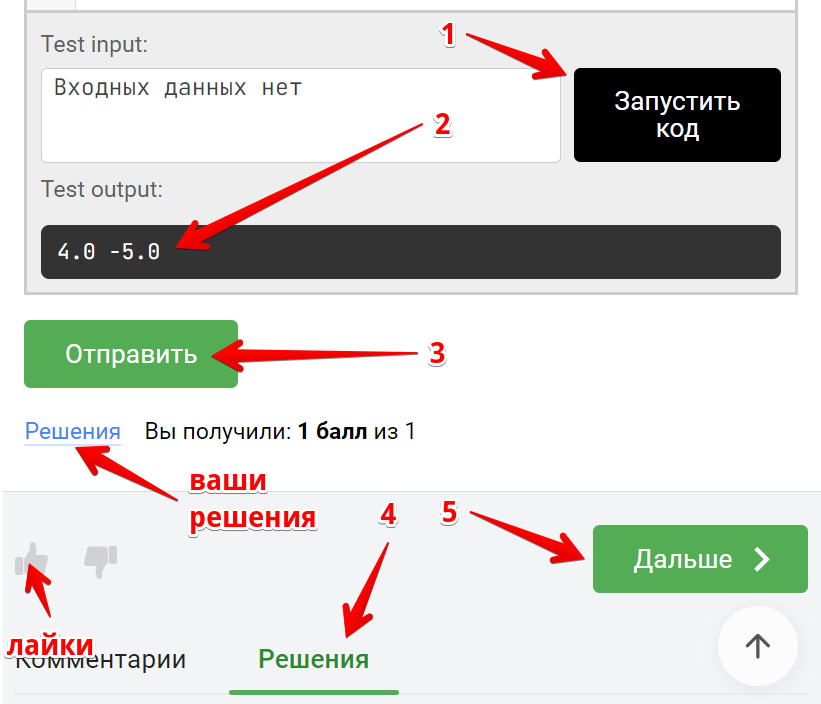 Test input:
1
Входных данных нет
Запустить
код
2
Test output:
4.0 -5.0
Отправить
3
Решения Вы получили: 1 балл из 1
ваши
решения
4
5
Дальше
лайки
Комментарии
Решения